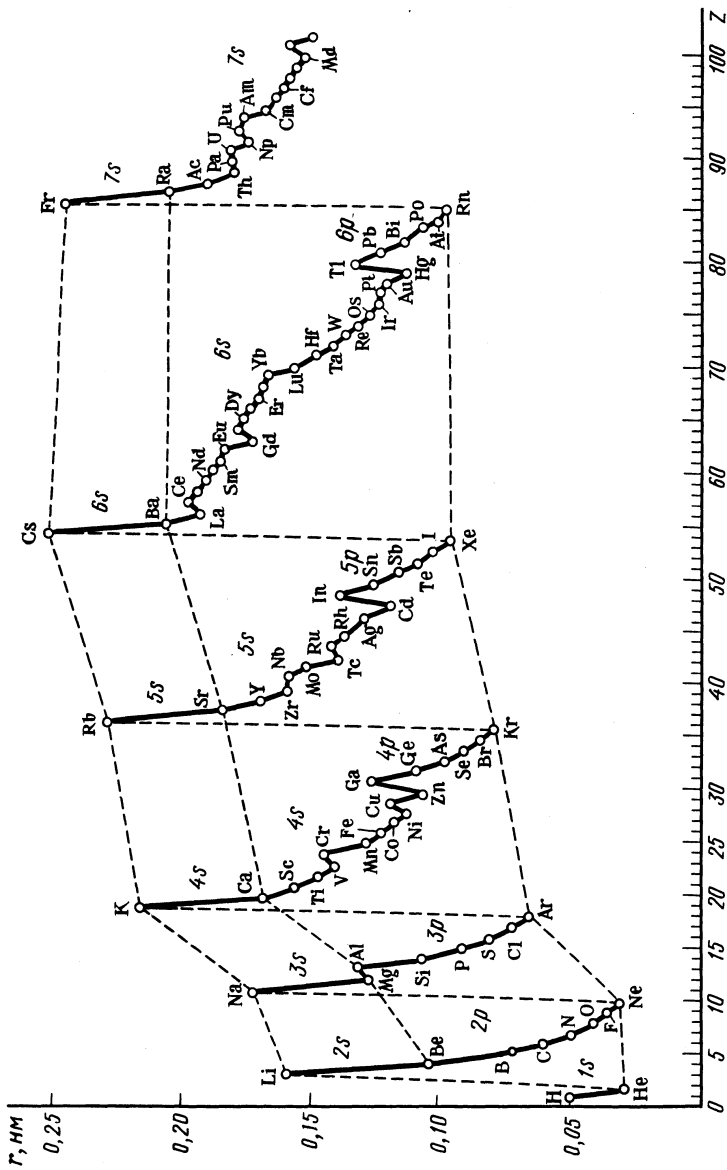 r, нм
0,25
0,20
0,15
0,10
0,05
0
5
10
15
20
25
30
40
50
60
70
80
90
100
Z
1s
H
He
2s
Li
Be
2p
B
C
N
O
F
Ne
3s
Na
Mg
3p
Al
Si
P
S
Cl
Ar
4s
K
Ca
4s
Sc
Ti
V
Cr
Mn
Fe
Co
Ni
Cu
Zn
4p
Ga
Ge
As
Se
Br
Kr
5s
Rb
Sr
5s
Y
Zr
Nb
Mo
Tc
Ru
Rh
Ag
Cd
5p
In
Sn
Sb
Te
I
Xe
6s
Cs
Ba
6s
La
Ce
Nd
Sm
Eu
Gd
Dy
Er
Yb
Lu
Hf
Ta
W
Re
Os
Ir
Pt
Au
Hg
6p
Tl
Pb
Bi
Po
At
Rn
7s
Fr
Ra
7s
Ac
Th
Pa
U
Np
Pu
Am
Cm
Cf
Md